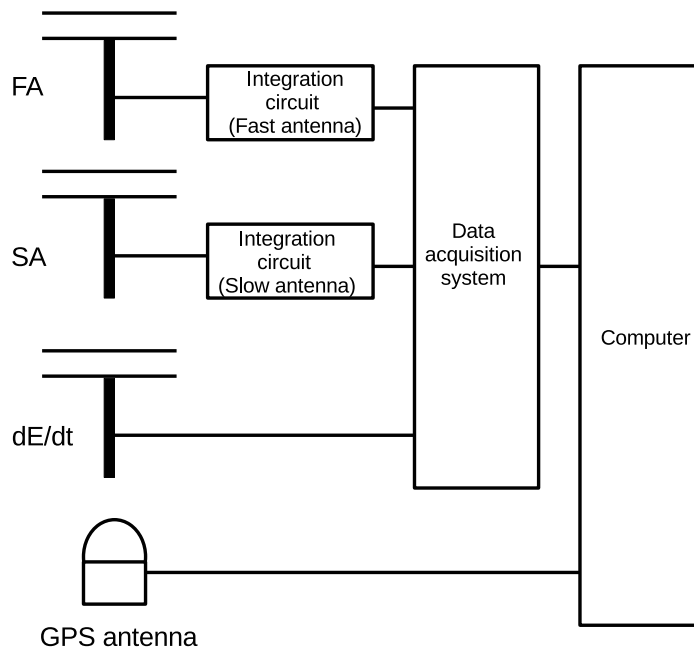 FA
Integration
circuit
(Fast antenna)
SA
Integration
circuit
(Slow antenna)
Data
acquisition
system
Computer
dE/dt
GPS antenna